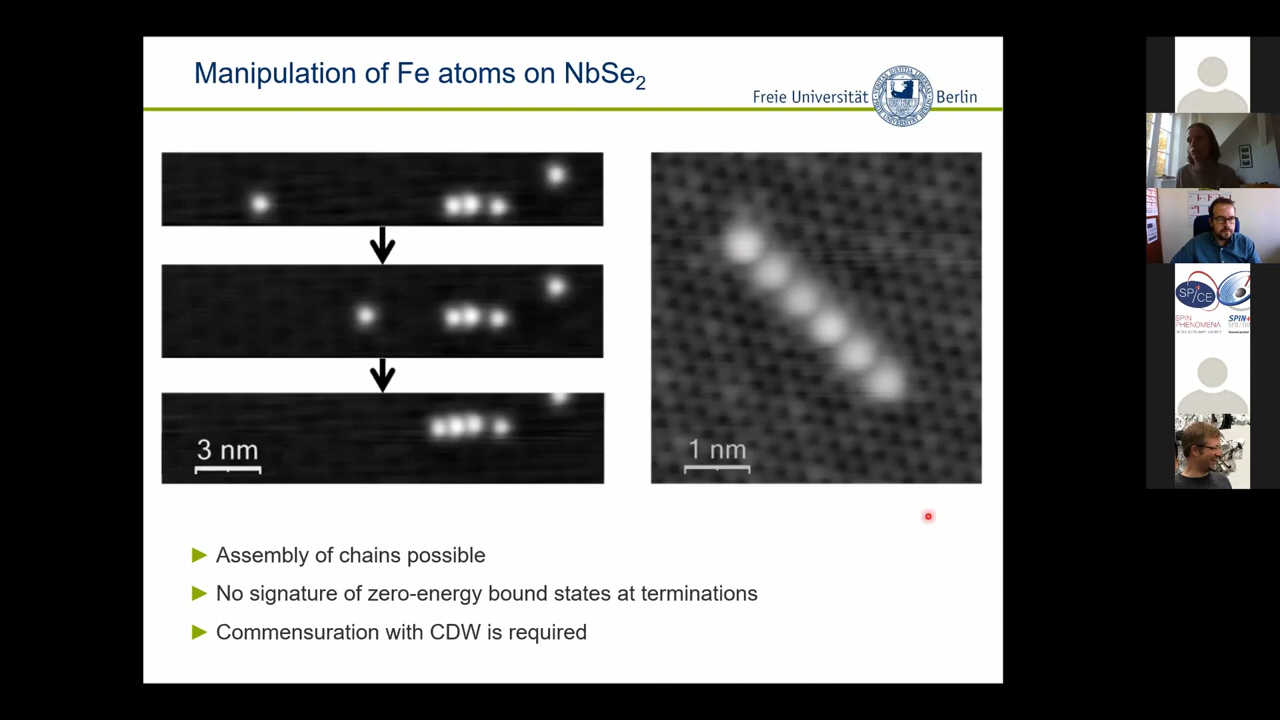 Manipulation of Fe atoms on NbSe2
Freie Universität Berlin
3 nm
1 nm
Assembly of chains possible
No signature of zero-energy bound states at terminations
Commensuration with CDW is required
SPICE
SPIN
PHENOMENA
SPIN+